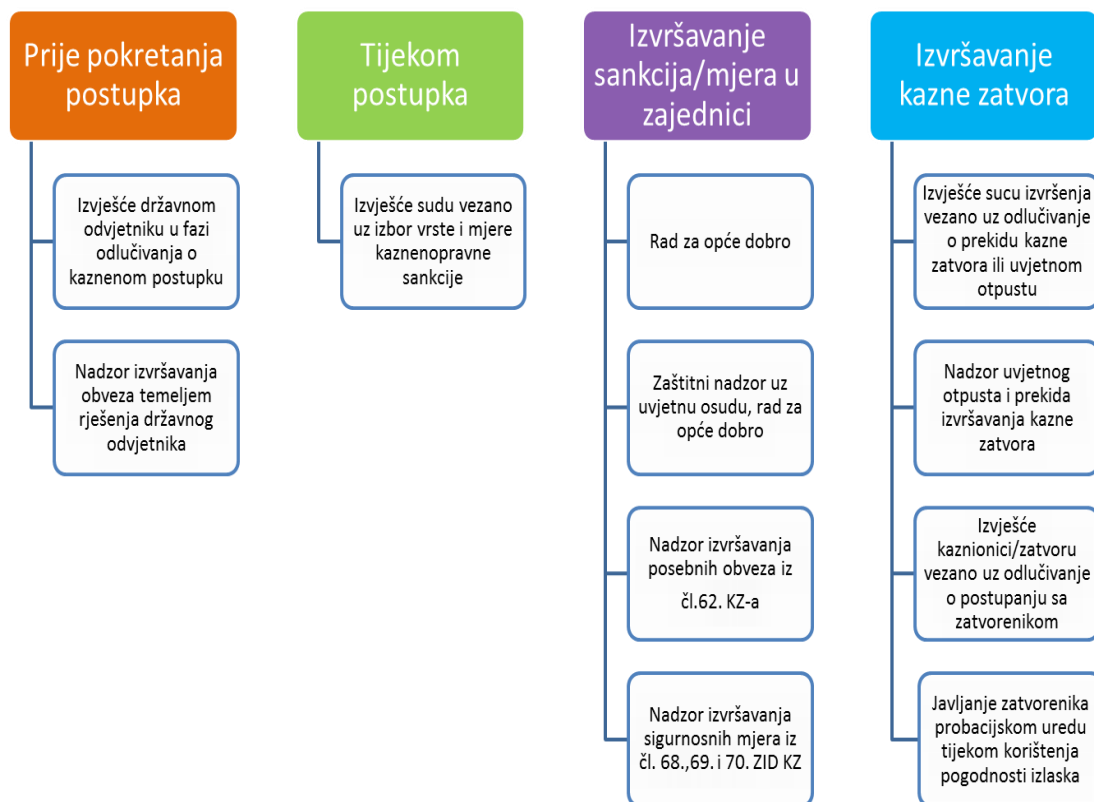 Prije pokretanja
postupka
Izvješće državnom
odvjetniku u fazi
odlučivanja o
kaznenom postupku
Nadzor izvršavanja
obveza temeljem
rješenja državnog
odvjetnika
Tijekom
postupka
Izvješće sudu vezano
uz izbor vrste i mjere
kaznenopravne
sankcije
Izvršavanje
sankcija/mjera u
zajednici
Rad za opće dobro
Zaštitni nadzor uz
uvjetnu osudu, rad za
opće dobro
Nadzor izvršavanja
posebnih obveza iz
čl.62. KZ-a
Nadzor izvršavanja
sigurnosnih mjera iz
čl. 68.,69. i 70. ZID KZ
Izvršavanje
kazne zatvora
Izvješće sucu izvršenja
vezano uz odlučivanje
o prekidu kazne
zatvora ili uvjetnom
otpustu
Nadzor uvjetnog
otpusta i prekida
izvršavanja kazne
zatvora
Izvješće
kaznionici/zatvoru
vezano uz odlučivanje
o postupanju sa
zatvorenikom
Javljanje zatvorenika
probacijskom uredu
tijekom korištenja
pogodnosti izlaska